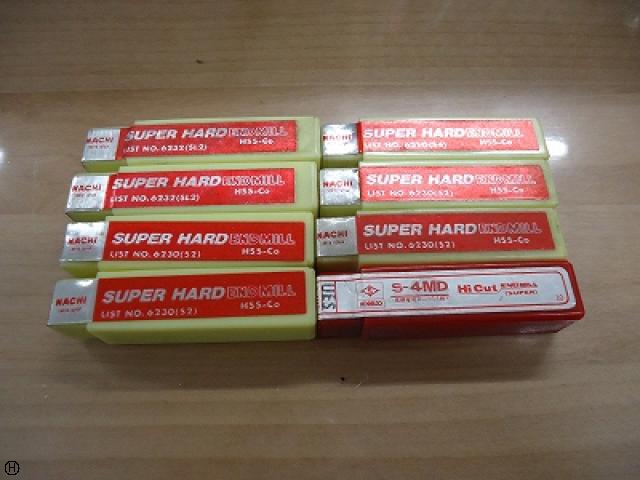 NACHI
SUPER HARD ENDMILL
LIST NO. 6232(SL2) HSS-Co
SUPER HARD ENDMILL
HSS-Co
NACHI
SUPER HARD ENDMILL
LIST NO. 6232(SL2) HSS-Co
SUPER HARD ENDMILL
LIST NO. 6230(S2) HSS-Co
NACHI
SUPER HARD ENDMILL
LIST NO. 6230(S2) HSS-Co
SUPER HARD ENDMILL
LIST NO. 6230(S2) HSS-Co
NACHI
SUPER HARD ENDMILL
LIST NO. 6230(S2) HSS-Co
S-4MD Hi Cut ENDMILL
(SUPER)
H